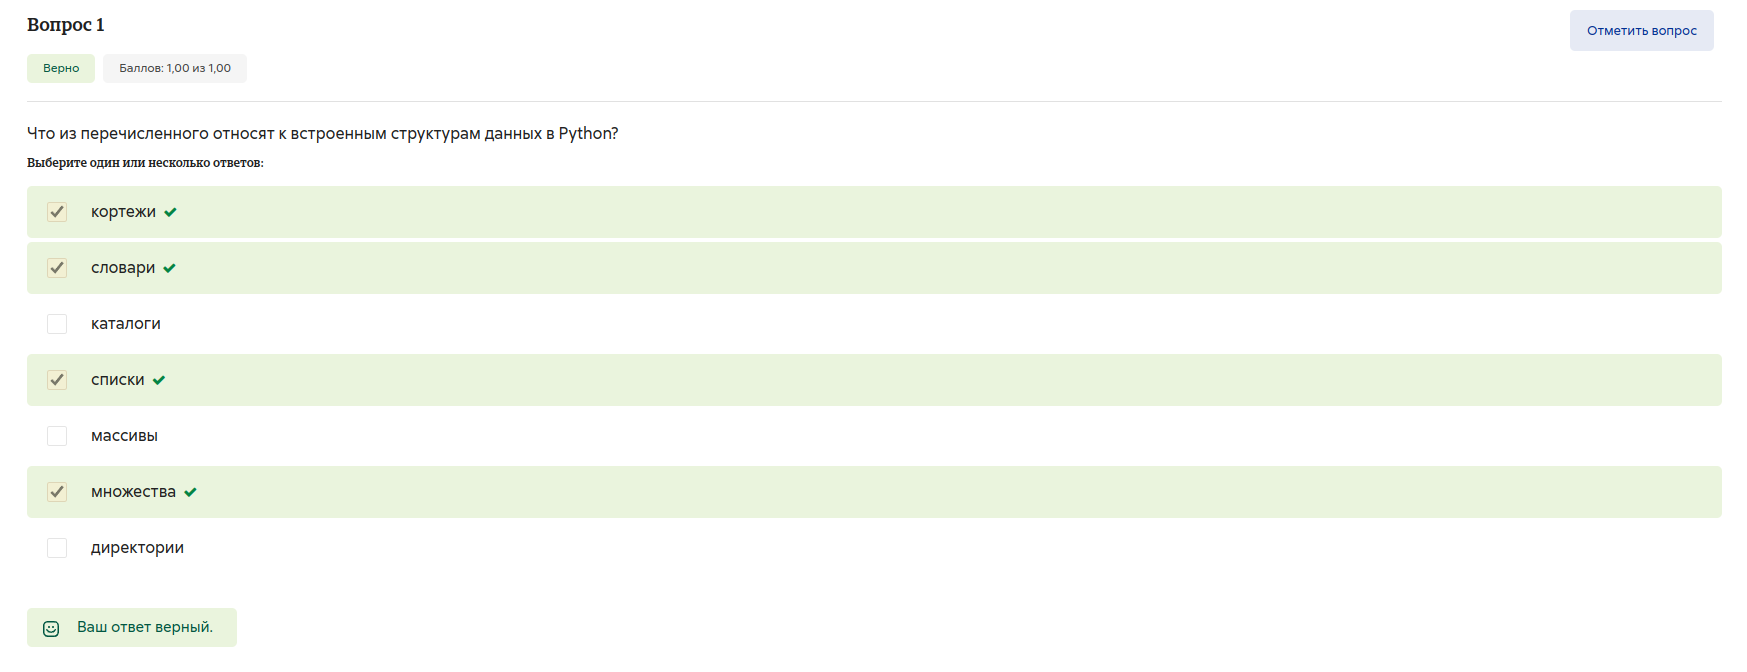 Вопрос 1
Отметить вопрос
Верно
Баллов: 1,00 из 1,00
Что из перечисленного относят к встроенным структурам данных в Python?
Выберите один или несколько ответов:
кортежи
словари
каталоги
списки
массивы
множества
директории
Ваш ответ верный.